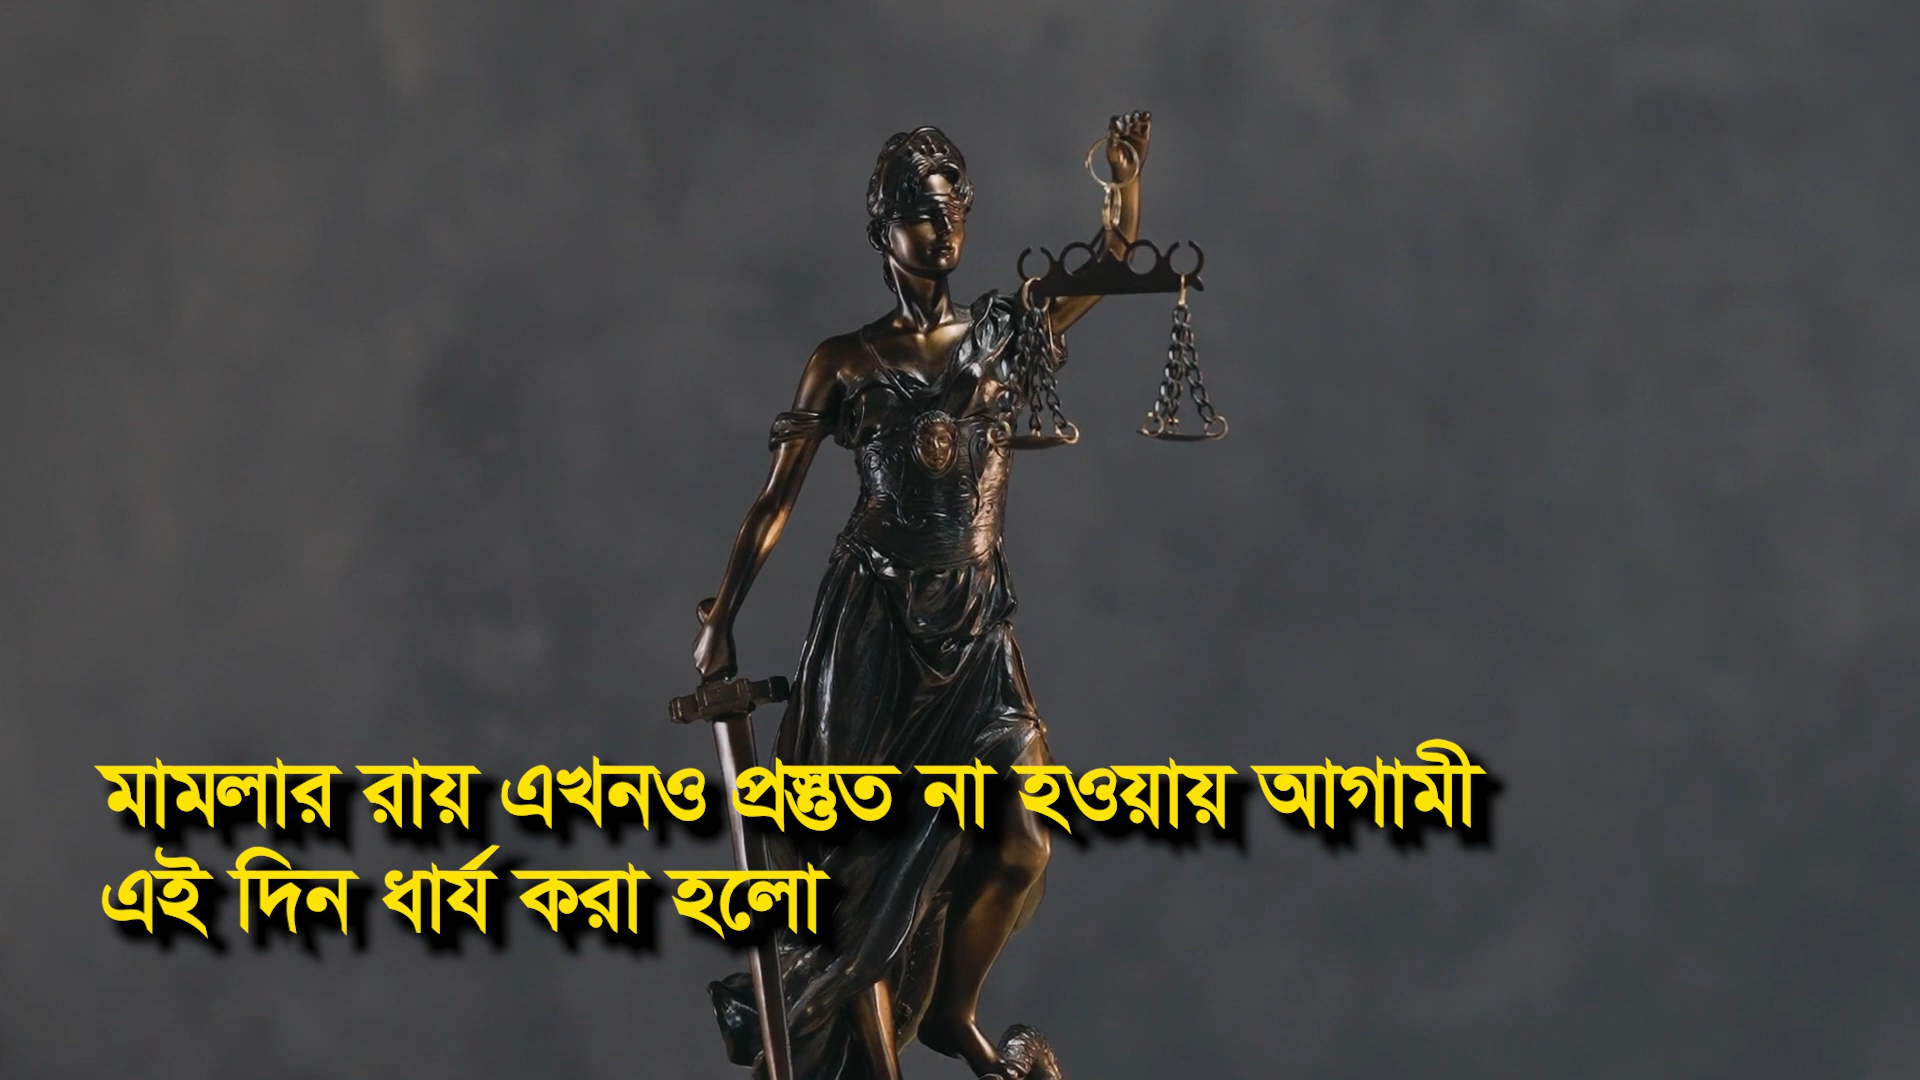 মামলার রায় এখনও প্রস্তুত না হওয়ায় আগামী
এই দিন ধার্য করা হলো